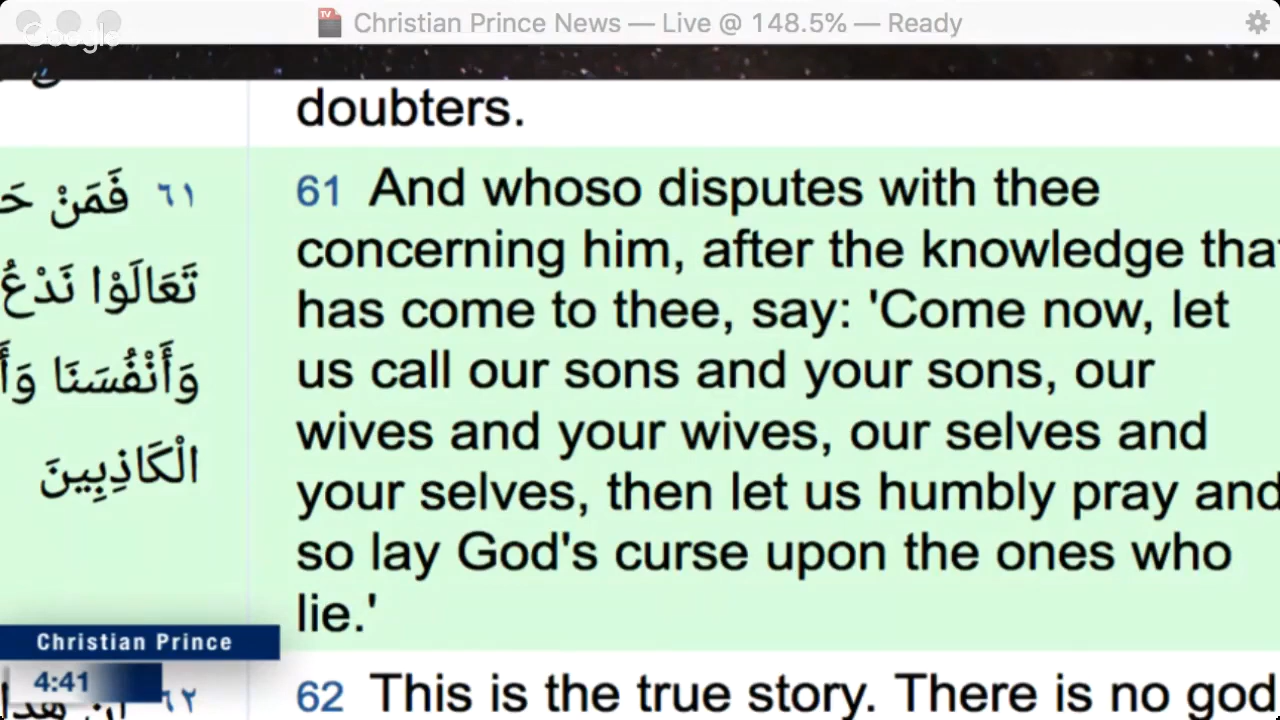 Christian Prince News — Live @ 148.5% — Ready
Google
TV
doubters.
٦١ فَمَنْ
61 And whoso disputes with thee
concerning him, after the knowledge tha
تَعَالَوْا نَدْعُ
has come to thee, say: 'Come now, let
us call our sons and your sons, our
وَأَنْفُسَنَا
wives and your wives, our selves and
الْكَاذِبِينَ
your selves, then let us humbly pray and
so lay God's curse upon the ones who
lie.'
Christian Prince
4:41
٦٢
62 This is the true story. There is no god